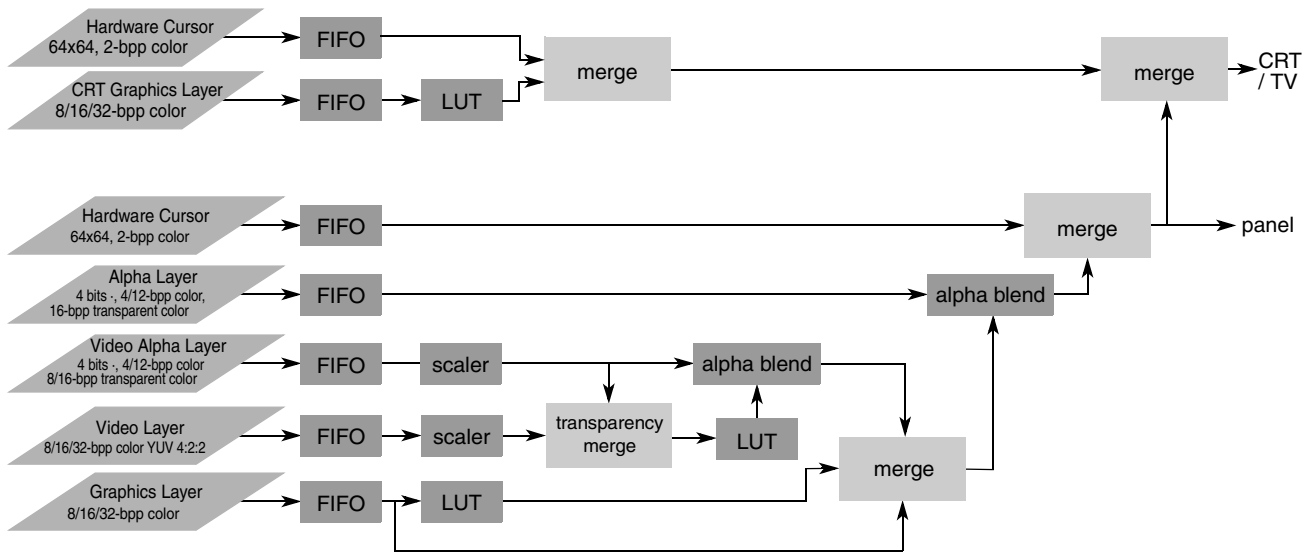 Hardware Cursor
64x64, 2-bpp color
FIFO
merge
merge
CRT
/ TV
CRT Graphics Layer
8/16/32-bpp color
FIFO
LUT
Hardware Cursor
64x64, 2-bpp color
FIFO
merge
panel
Alpha Layer
4 bits ·, 4/12-bpp color,
16-bpp transparent color
FIFO
alpha blend
Video Alpha Layer
4 bits ·, 4/12-bpp color
8/16-bpp transparent color
FIFO
scaler
alpha blend
Video Layer
8/16/32-bpp color YUV 4:2:2
FIFO
scaler
transparency
merge
LUT
merge
Graphics Layer
8/16/32-bpp color
FIFO
LUT